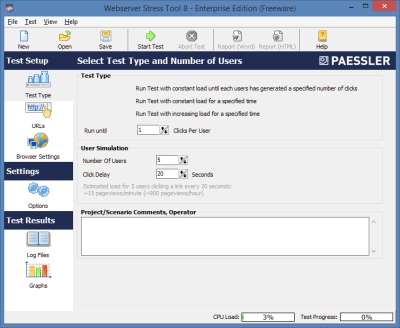 Webserver Stress Tool 8 - Enterprise Edition (Freeware)
File Test View Help
New Open Save Start Test Abort Test Report (Word) Report (HTML) Help
Test Setup
Select Test Type and Number of Users
PAESSLER
Test Type
http://
URLs
Browser Settings
Settings
Options
Test Results
Log Files
Graphs
Test Type
Run Test with constant load until each users has generated a specified number of clicks
Run Test with constant load for a specified time
Run Test with increasing load for a specified time
Run until 1 Clicks Per User
User Simulation
Number Of Users 5
Click Delay 20 Seconds
Estimated load for 5 users clicking a link every 20 seconds:
~15 pageviews/minute (~900 pageviews/hour)
Project/Scenario Comments, Operator
CPU Load: 3% Test Progress: 0%